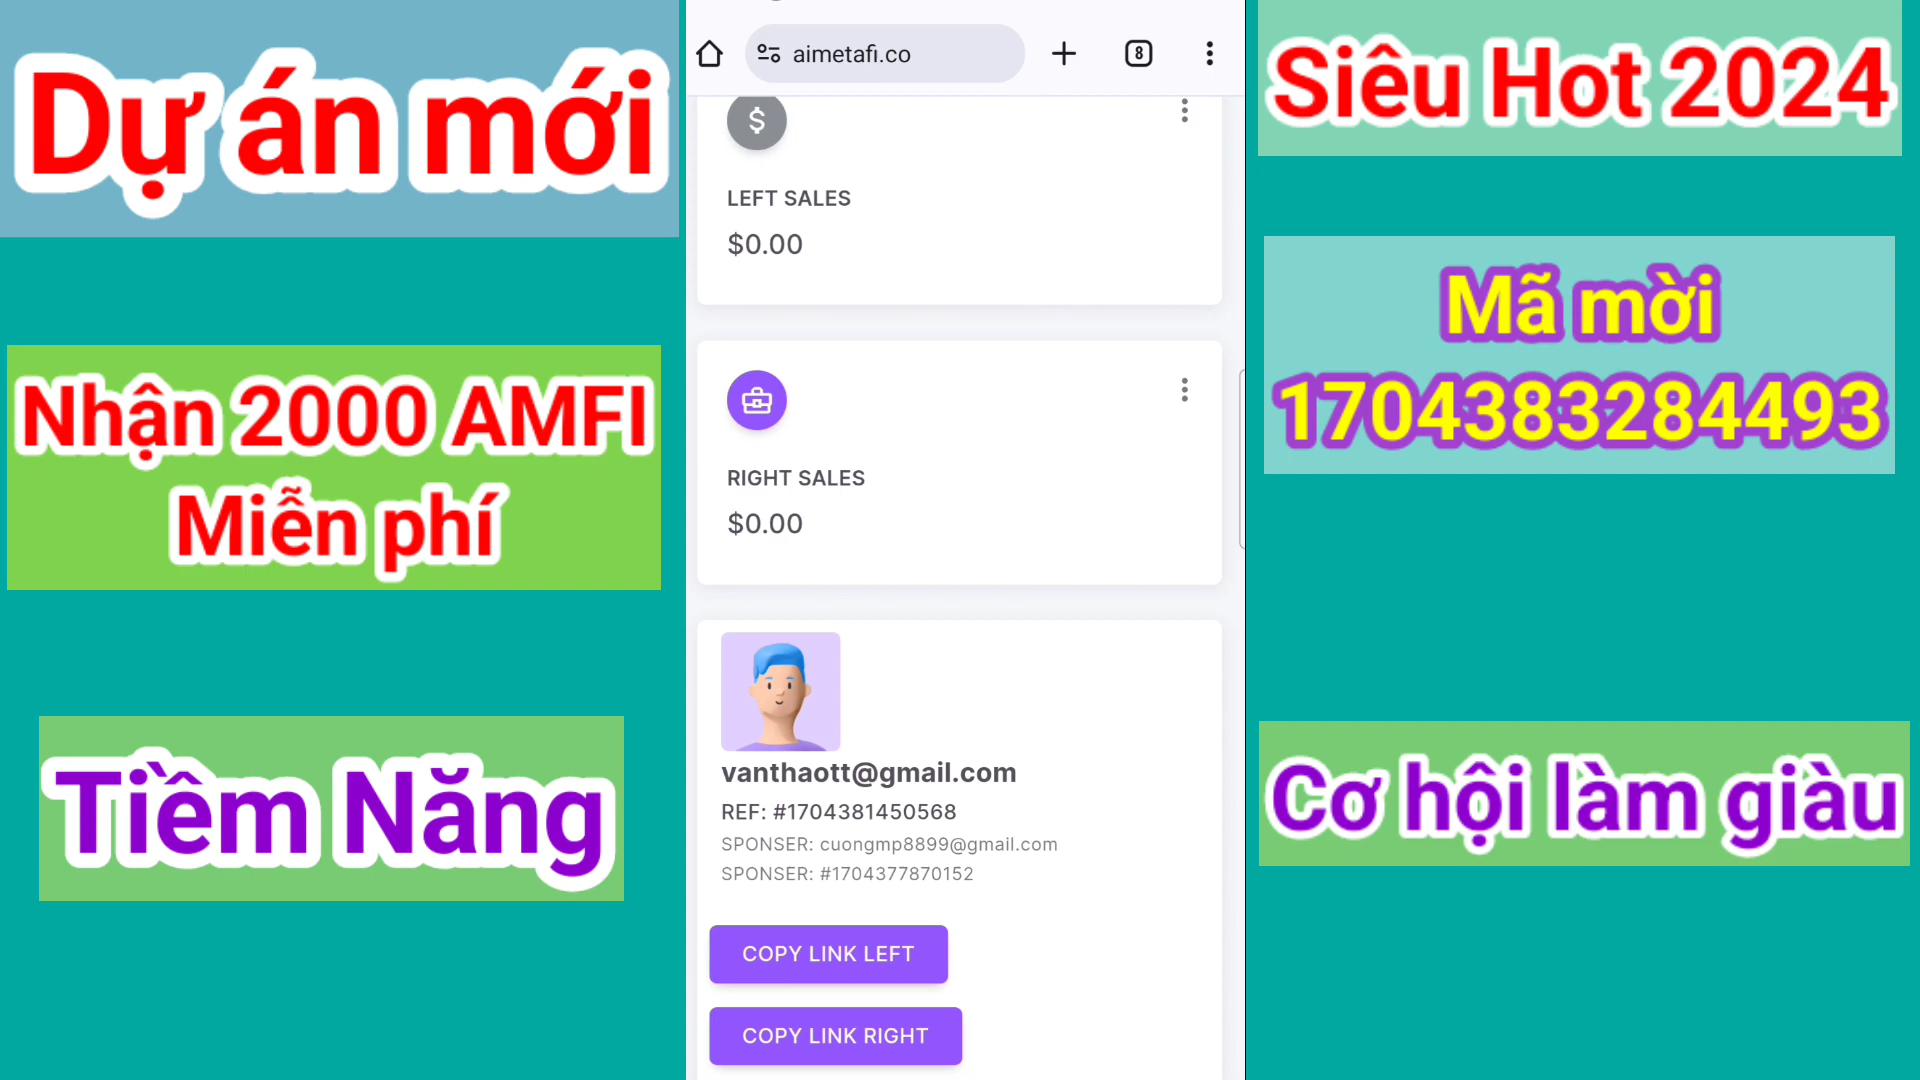 Dự án mới
Nhận 2000 AMFI
Miễn phí
Tiềm Năng
aimetafi.co
8
$
LEFT SALES
$0.00
RIGHT SALES
$0.00
vanthaott@gmail.com
REF: #1704381450568
SPONSER: cuongmp8899@gmail.com
SPONSER: #1704377870152
COPY LINK LEFT
COPY LINK RIGHT
Siêu Hot 2024
Mã mời
1704383284493
Cơ hội làm giàu